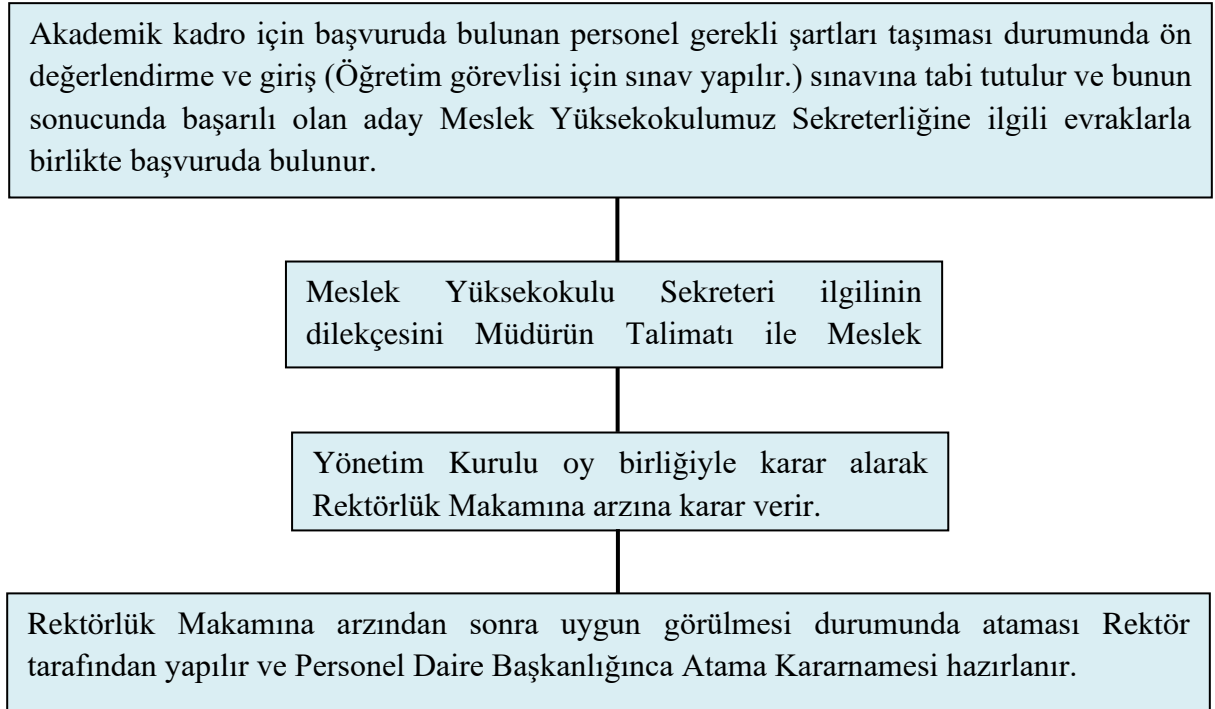 Akademik kadro için başvuruda bulunan personel gerekli şartları taşıması durumunda ön
değerlendirme ve giriş (Öğretim görevlisi için sınav yapılır.) sınavına tabi tutulur ve bunun
sonucunda başarılı olan aday Meslek Yüksekokulumuz Sekreterliğine ilgili evraklarla
birlikte başvuruda bulunur.
Meslek Yüksekokulu Sekreteri ilgilinin
dilekçesini Müdürün Talimatı ile Meslek
Yönetim Kurulu oy birliğiyle karar alarak
Rektörlük Makamına arzına karar verir.
Rektörlük Makamına arzından sonra uygun görülmesi durumunda ataması Rektör
tarafından yapılır ve Personel Daire Başkanlığınca Atama Kararnamesi hazırlanır.